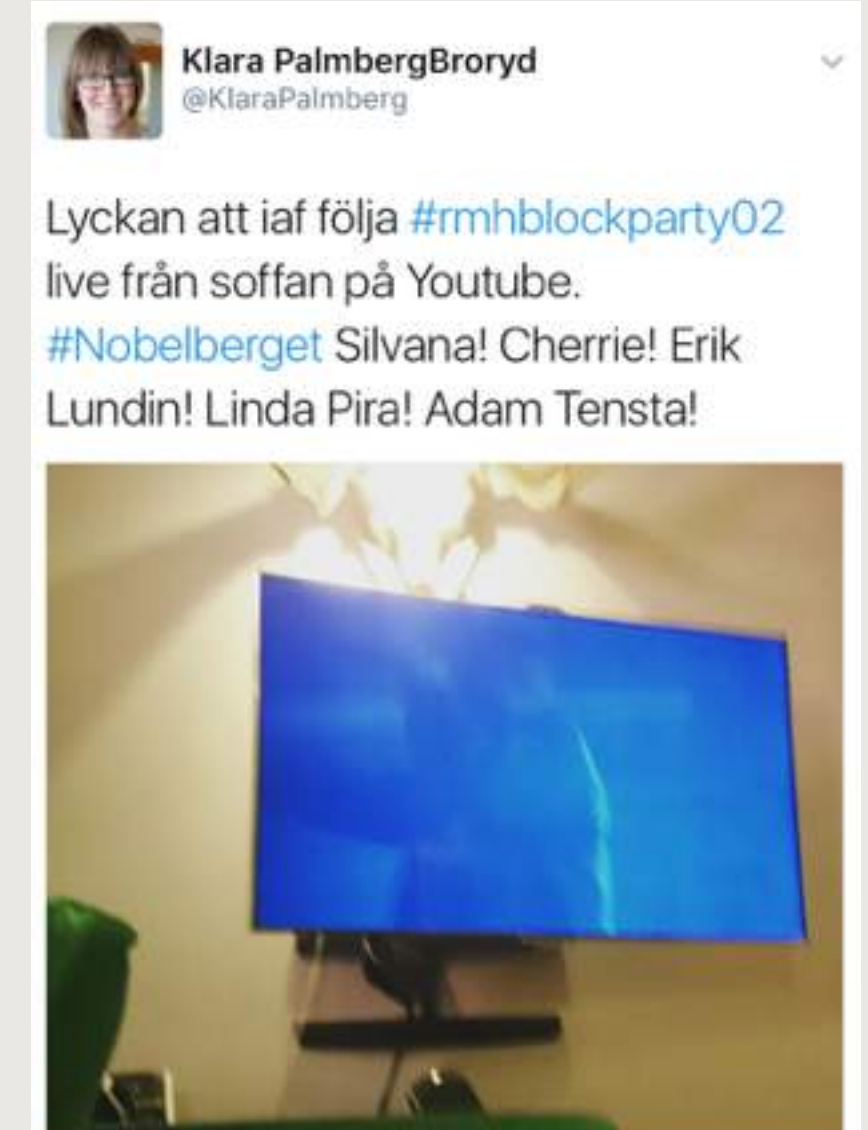 Klara PalmbergBroryd
@KlaraPalmberg
Lyckan att iaf följa #rmhblockparty02
live från soffan på Youtube.
#Nobelberget Silvana! Cherrie! Erik
Lundin! Linda Pira! Adam Tensta!